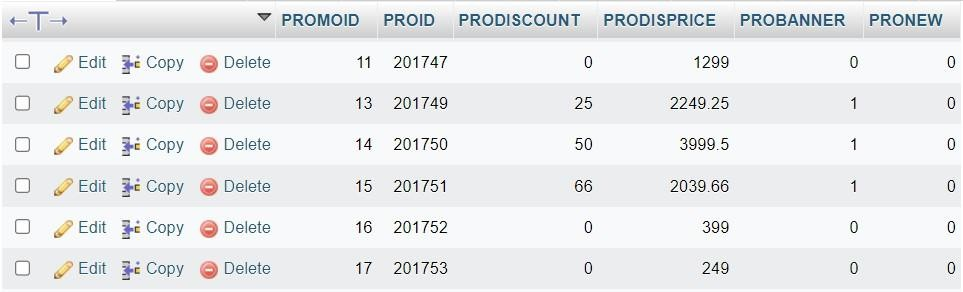 ←T→ PROMOID PROID PRODISCOUNT PRODISPRICE PROBANNER PRONEW
Edit Copy Delete 11 201747 0 1299 0 0
Edit Copy Delete 13 201749 25 2249.25 1 0
Edit Copy Delete 14 201750 50 3999.5 1 0
Edit Copy Delete 15 201751 66 2039.66 1 0
Edit Copy Delete 16 201752 0 399 0 0
Edit Copy Delete 17 201753 0 249 0 0